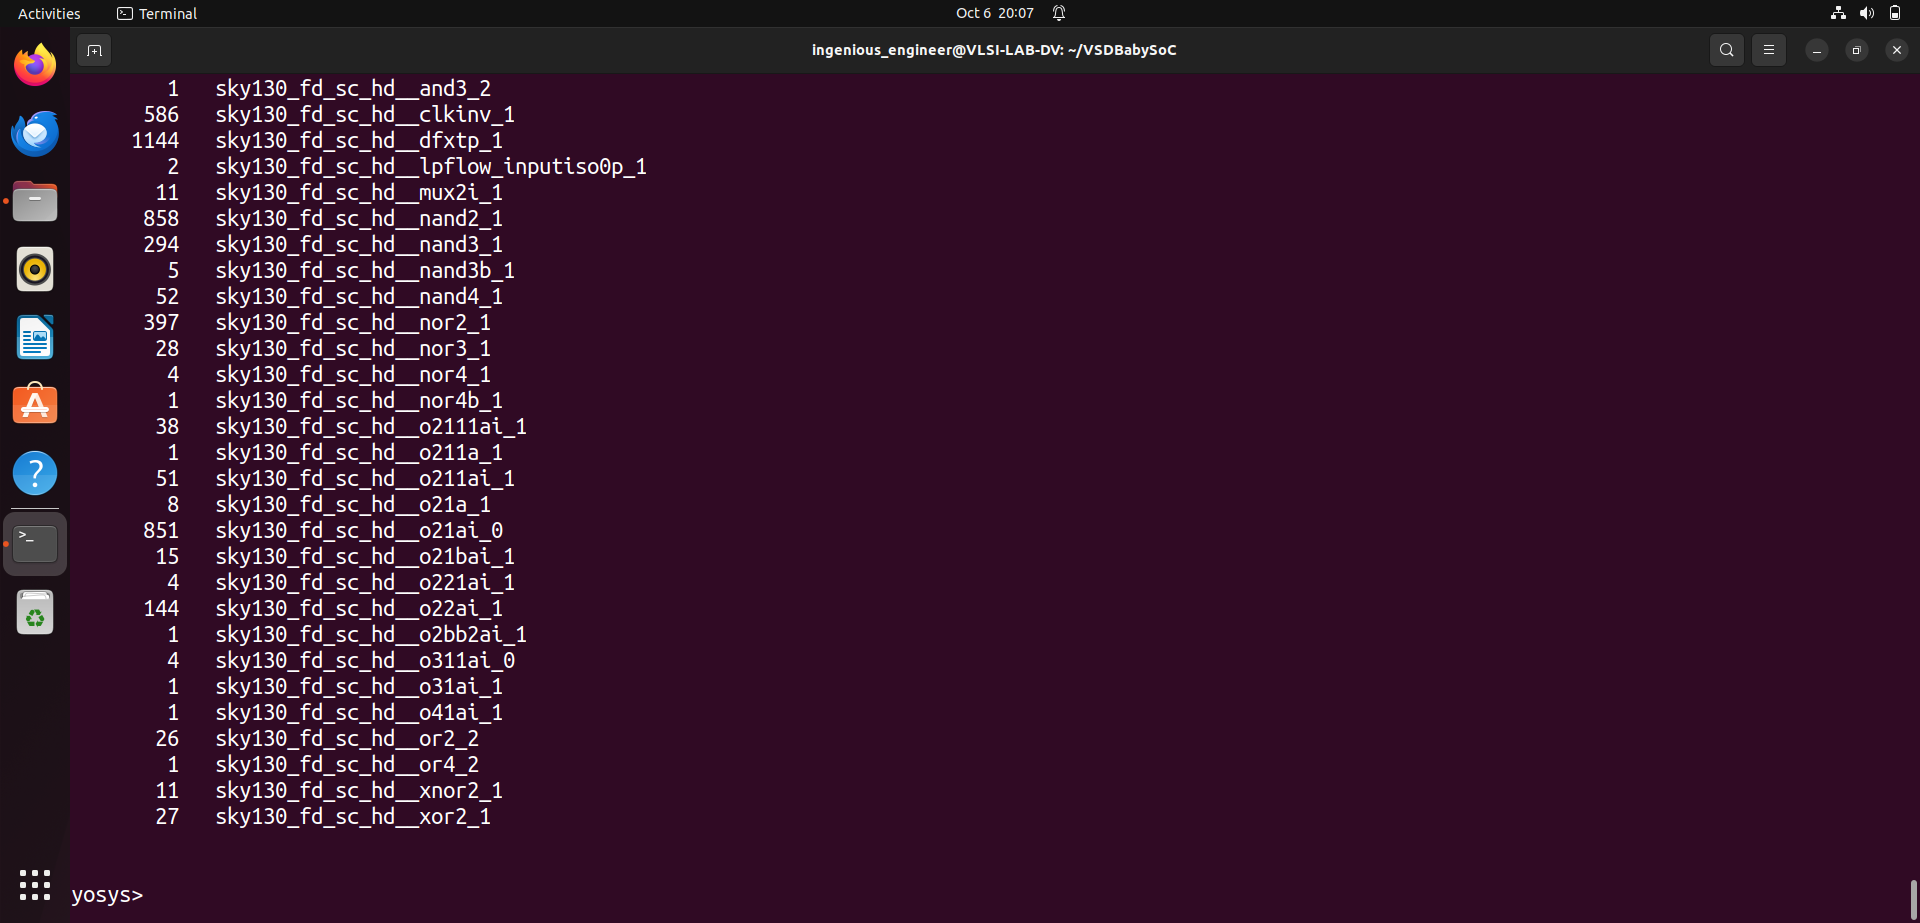 Activities Terminal Oct 6 20:07
ingenious_engineer@VLSI-LAB-DV: ~/VSDBabySoC
1 sky130_fd_sc_hd__and3_2
586 sky130_fd_sc_hd__clkinv_1
1144 sky130_fd_sc_hd__dfxtp_1
2 sky130_fd_sc_hd__lpflow_inputiso0p_1
11 sky130_fd_sc_hd__mux2i_1
858 sky130_fd_sc_hd__nand2_1
294 sky130_fd_sc_hd__nand3_1
5 sky130_fd_sc_hd__nand3b_1
52 sky130_fd_sc_hd__nand4_1
397 sky130_fd_sc_hd__nor2_1
28 sky130_fd_sc_hd__nor3_1
4 sky130_fd_sc_hd__nor4_1
1 sky130_fd_sc_hd__nor4b_1
38 sky130_fd_sc_hd__o2111ai_1
1 sky130_fd_sc_hd__o211a_1
51 sky130_fd_sc_hd__o211ai_1
8 sky130_fd_sc_hd__o21a_1
851 sky130_fd_sc_hd__o21ai_0
15 sky130_fd_sc_hd__o21bai_1
4 sky130_fd_sc_hd__o221ai_1
144 sky130_fd_sc_hd__o22ai_1
1 sky130_fd_sc_hd__o2bb2ai_1
4 sky130_fd_sc_hd__o311ai_0
1 sky130_fd_sc_hd__o31ai_1
1 sky130_fd_sc_hd__o41ai_1
26 sky130_fd_sc_hd__or2_2
1 sky130_fd_sc_hd__or4_2
11 sky130_fd_sc_hd__xnor2_1
27 sky130_fd_sc_hd__xor2_1
yosys>